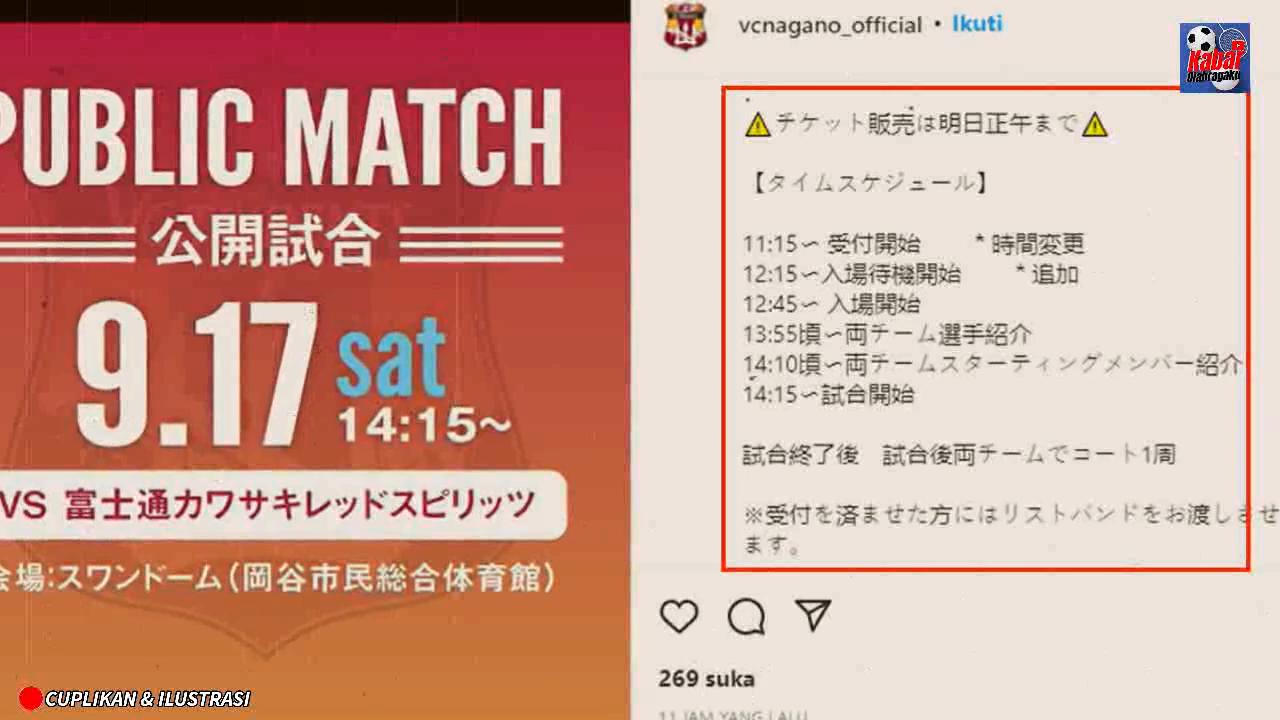 PUBLIC MATCH
公開試合
9.17 sat
14:15~
VS 富士通カワサキレッドスピリッツ
会場:スワンドーム(岡谷市民総合体育館)
vcnagano_official • Ikuti
Kabar
Olahragaku
⚠チケット販売は明日正午まで⚠
【タイムスケジュール】
11:15〜 受付開始 *時間変更
12:15〜入場待機開始 *追加
12:45〜 入場開始
13:55頃〜両チーム選手紹介
14:10頃〜両チームスターティングメンバー紹介
14:15〜試合開始
試合終了後 試合後両チームでコート1周
※受付を済ませた方にはリストバンドをお渡しさせ
ます。
269 suka
11 JAM YANG LALU
CUPLIKAN & ILUSTRASI